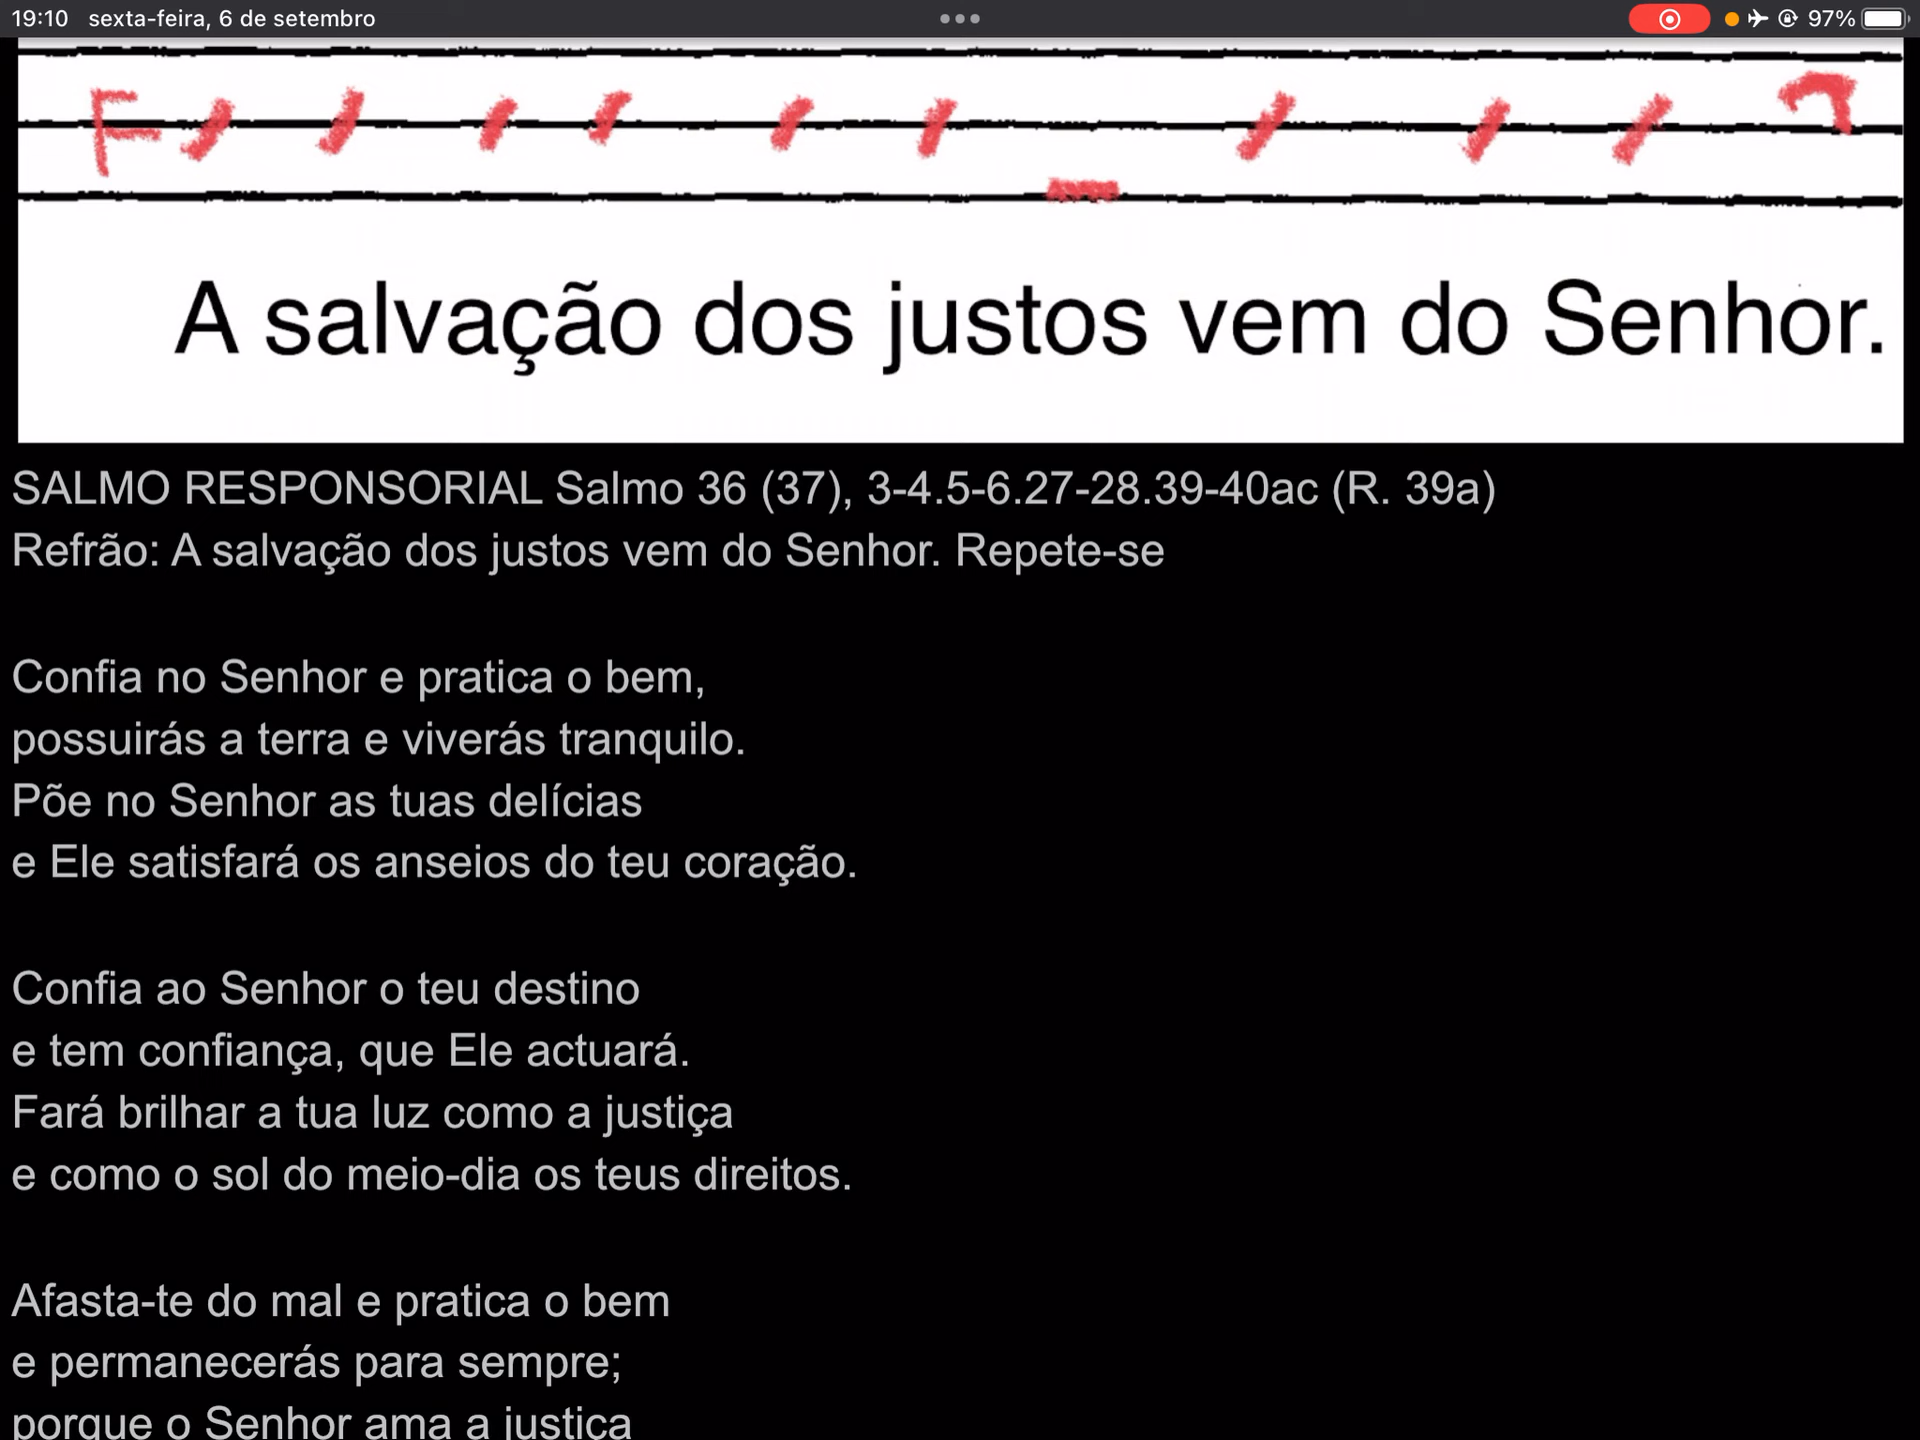 19:10 sexta-feira, 6 de setembro 97%
F
A salvação dos justos vem do Senhor.
SALMO RESPONSORIAL Salmo 36 (37), 3-4.5-6.27-28.39-40ac (R. 39a)
Refrão: A salvação dos justos vem do Senhor. Repete-se
Confia no Senhor e pratica o bem,
possuirás a terra e viverás tranquilo.
Põe no Senhor as tuas delícias
e Ele satisfará os anseios do teu coração.
Confia ao Senhor o teu destino
e tem confiança, que Ele actuará.
Fará brilhar a tua luz como a justiça
e como o sol do meio-dia os teus direitos.
Afasta-te do mal e pratica o bem
e permanecerás para sempre;
porque o Senhor ama a justiça